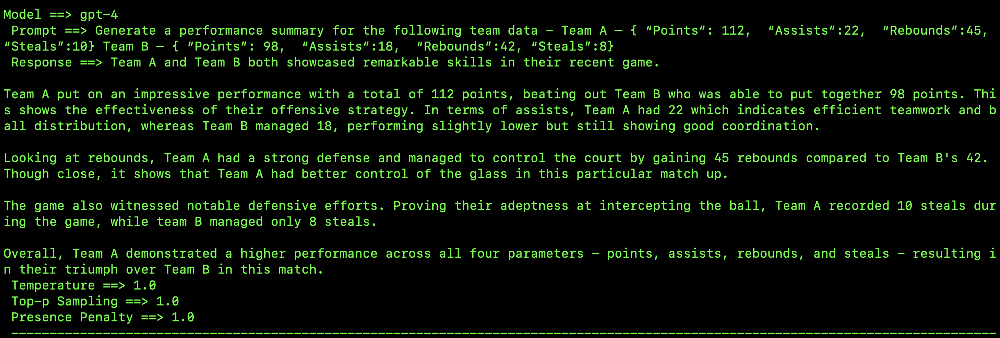 Model ==> gpt-4
Prompt ==> Generate a performance summary for the following team data – Team A – { “Points”: 112,  “Assists”:22,  “Rebounds”:45,
“Steals”:10} Team B – { “Points”: 98,  “Assists”:18,  “Rebounds”:42, “Steals”:8}
Response ==> Team A and Team B both showcased remarkable skills in their recent game.
Team A put on an impressive performance with a total of 112 points, beating out Team B who was able to put together 98 points. Thi
s shows the effectiveness of their offensive strategy. In terms of assists, Team A had 22 which indicates efficient teamwork and b
all distribution, whereas Team B managed 18, performing slightly lower but still showing good coordination.
Looking at rebounds, Team A had a strong defense and managed to control the court by gaining 45 rebounds compared to Team B's 42.
Though close, it shows that Team A had better control of the glass in this particular match up.
The game also witnessed notable defensive efforts. Proving their adeptness at intercepting the ball, Team A recorded 10 steals dur
ing the game, while team B managed only 8 steals.
Overall, Team A demonstrated a higher performance across all four parameters – points, assists, rebounds, and steals – resulting i
n their triumph over Team B in this match.
Temperature ==> 1.0
Top-p Sampling ==> 1.0
Presence Penalty ==> 1.0